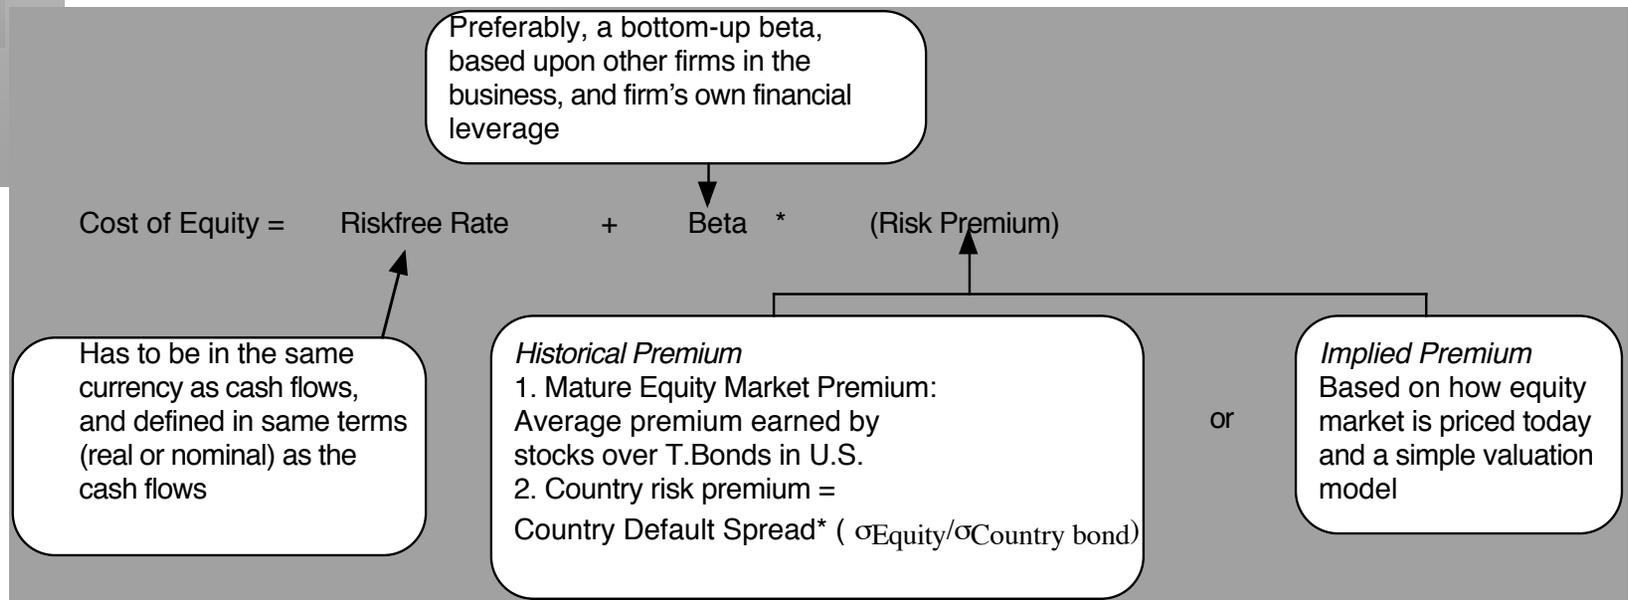 Preferably, a bottom-up beta,
based upon other firms in the
business, and firm’s own financial
leverage
Cost of Equity = Riskfree Rate + Beta * (Risk Premium)
Has to be in the same
currency as cash flows,
and defined in same terms
(real or nominal) as the
cash flows
Historical Premium
1. Mature Equity Market Premium:
Average premium earned by
stocks over T.Bonds in U.S.
2. Country risk premium =
Country Default Spread* ( σEquity/σCountry bond)
or
Implied Premium
Based on how equity
market is priced today
and a simple valuation
model